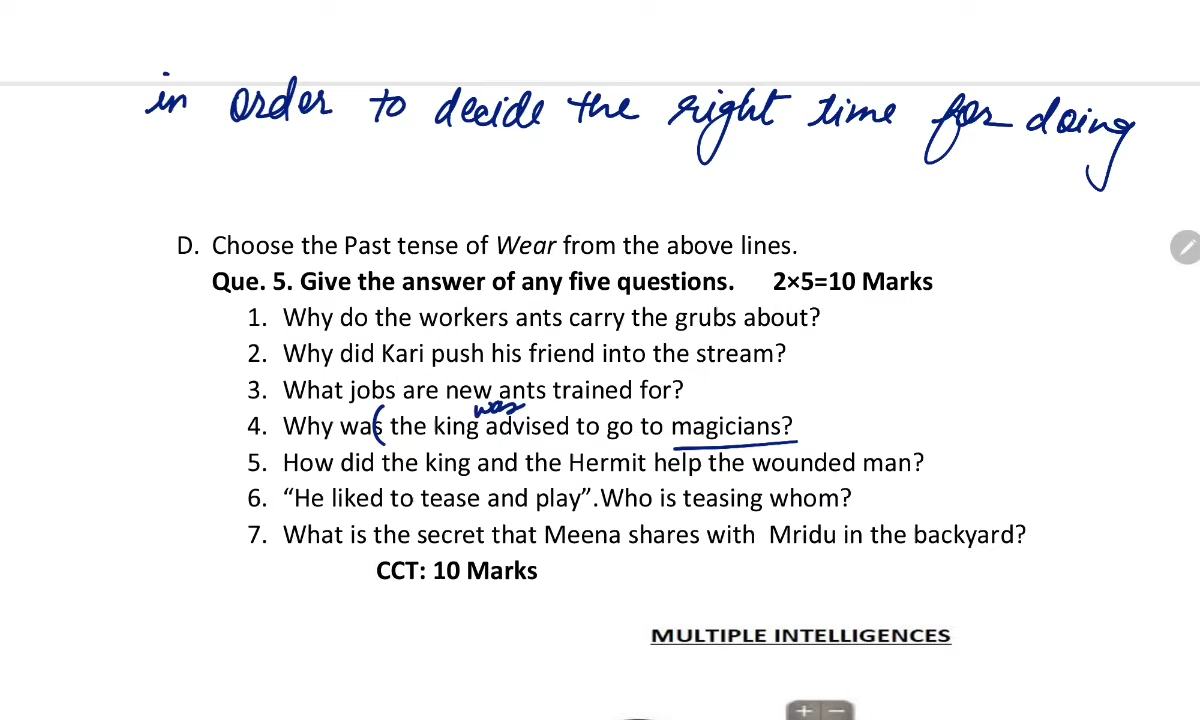 in order to decide the right time for doing
D. Choose the Past tense of Wear from the above lines.
Que. 5. Give the answer of any five questions. 2×5=10 Marks
1. Why do the workers ants carry the grubs about?
2. Why did Kari push his friend into the stream?
3. What jobs are new ants trained for?
was
4. Why was ( the king advised to go to magicians?
5. How did the king and the Hermit help the wounded man?
6. “He liked to tease and play”.Who is teasing whom?
7. What is the secret that Meena shares with Mridu in the backyard?
CCT: 10 Marks
MULTIPLE INTELLIGENCES
+ −